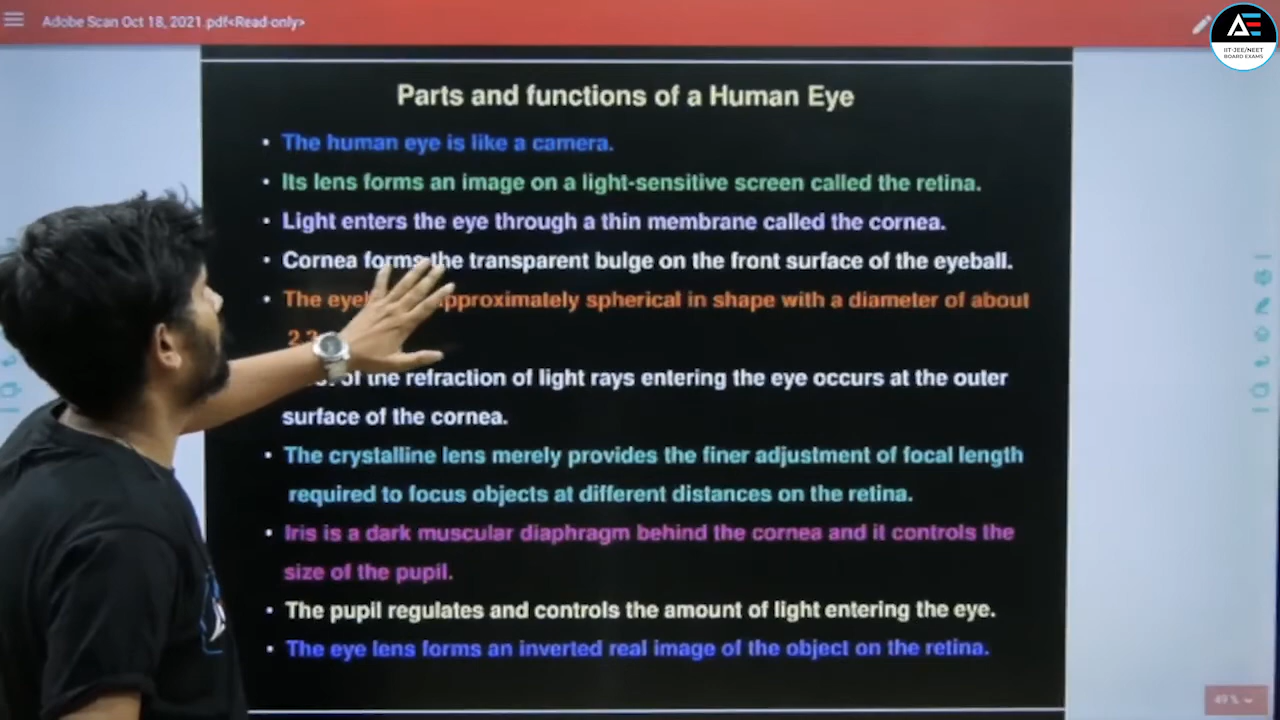 Adobe Scan Oct 18, 2021.pdf<Read-only>
AE
IIT-JEE/NEET
BOARD EXAMS
Parts and functions of a Human Eye
• The human eye is like a camera.
• Its lens forms an image on a light-sensitive screen called the retina.
• Light enters the eye through a thin membrane called the cornea.
• Cornea forms the transparent bulge on the front surface of the eyeball.
• The approximately spherical in shape with a diameter of about
of the refraction of light rays entering the eye occurs at the outer
surface of the cornea.
• The crystalline lens merely provides the finer adjustment of focal length
required to focus objects at different distances on the retina.
• Iris is a dark muscular diaphragm behind the cornea and it controls the
size of the pupil.
• The pupil regulates and controls the amount of light entering the eye.
• The eye lens forms an inverted real image of the object on the retina.
49 %